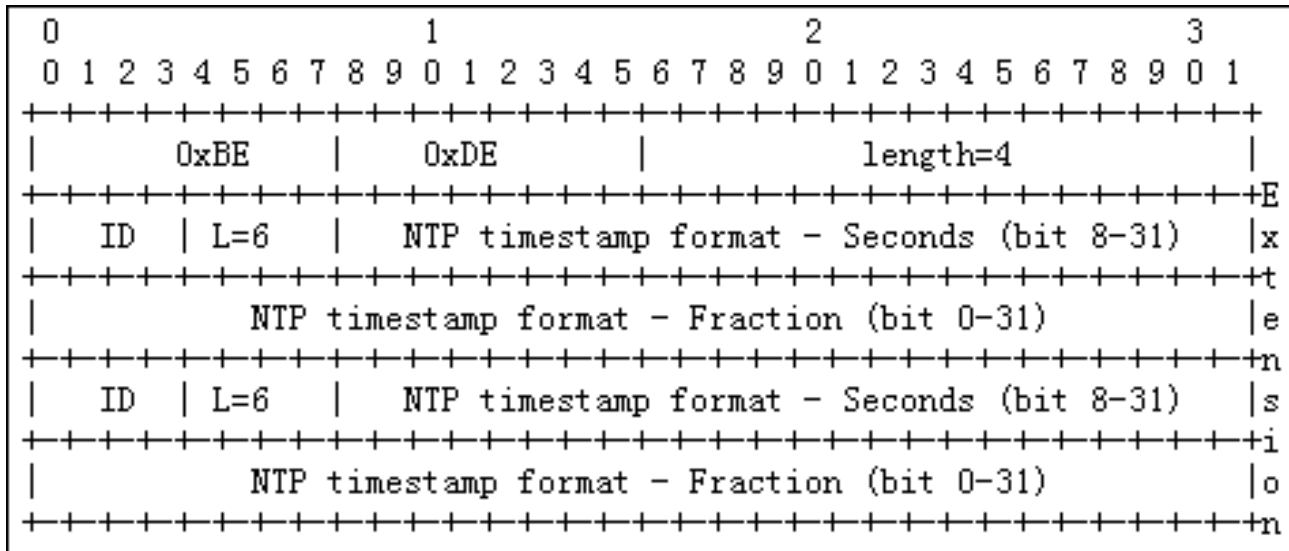 0 1 2 3
0 1 2 3 4 5 6 7 8 9 0 1 2 3 4 5 6 7 8 9 0 1 2 3 4 5 6 7 8 9 0 1
+-+-+-+-+-+-+-+-+-+-+-+-+-+-+-+-+-+-+-+-+-+-+-+-+-+-+-+-+-+-+-+-+
| 0xBE | 0xDE | length=4 |
+-+-+-+-+-+-+-+-+-+-+-+-+-+-+-+-+-+-+-+-+-+-+-+-+-+-+-+-+-+-+-+-+E
| ID | L=6 | NTP timestamp format - Seconds (bit 8-31) |x
+-+-+-+-+-+-+-+-+-+-+-+-+-+-+-+-+-+-+-+-+-+-+-+-+-+-+-+-+-+-+-+-+t
| NTP timestamp format - Fraction (bit 0-31) |e
+-+-+-+-+-+-+-+-+-+-+-+-+-+-+-+-+-+-+-+-+-+-+-+-+-+-+-+-+-+-+-+-+n
| ID | L=6 | NTP timestamp format - Seconds (bit 8-31) |s
+-+-+-+-+-+-+-+-+-+-+-+-+-+-+-+-+-+-+-+-+-+-+-+-+-+-+-+-+-+-+-+-+i
| NTP timestamp format - Fraction (bit 0-31) |o
+-+-+-+-+-+-+-+-+-+-+-+-+-+-+-+-+-+-+-+-+-+-+-+-+-+-+-+-+-+-+-+-+n